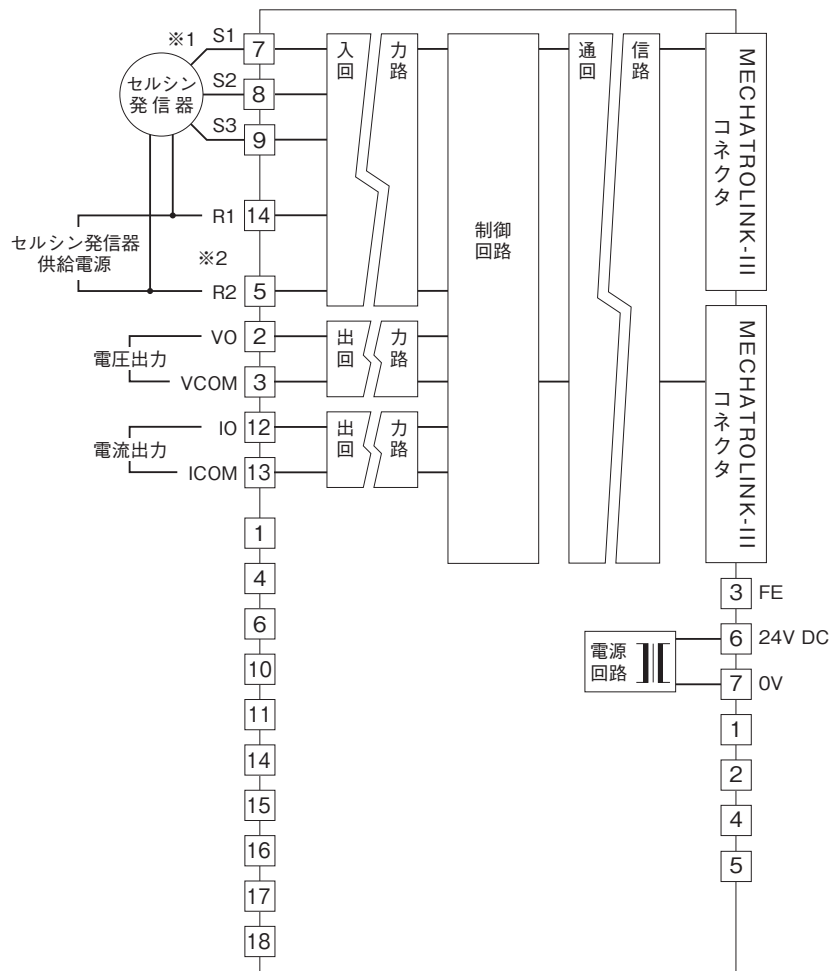 ※1
S1
7
セルシン
発信器
S2
8
S3
9
R1
14
セルシン発信器
供給電源
※2
R2
5
VO
2
電圧出力
VCOM
3
IO
12
電流出力
ICOM
13
1
4
6
10
11
14
15
16
17
18
入力
回路
出力
回路
出力
回路
制御
回路
通信
回路
MECHATROLINK-III
コネクタ
MECHATROLINK-III
コネクタ
3
FE
電源
回路
6
24V DC
7
0V
1
2
4
5